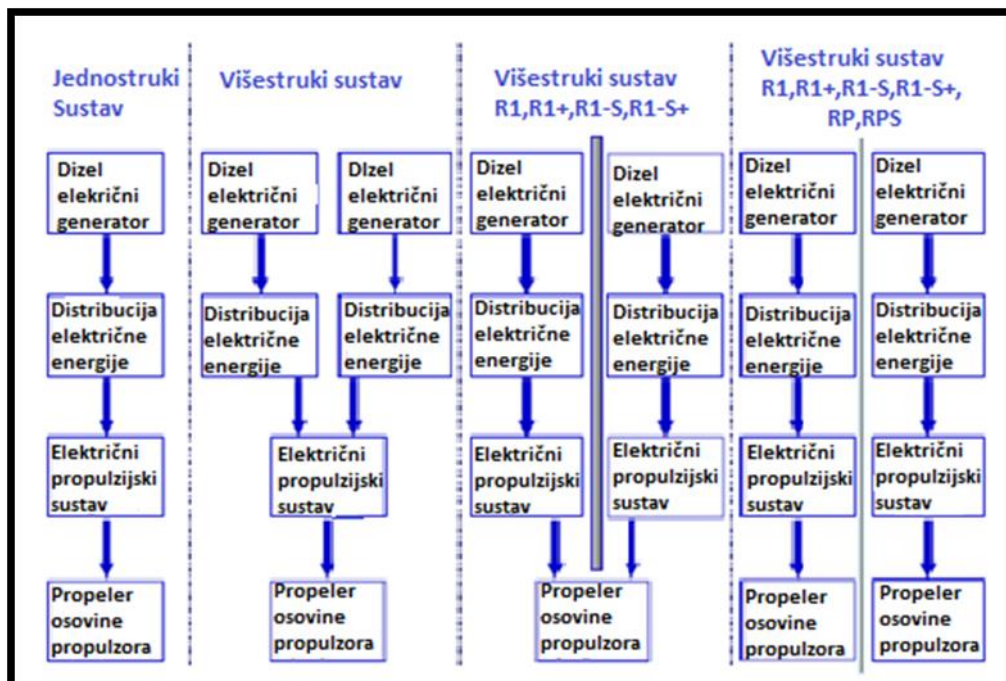 Jednostruki
Sustav
Dizel
elekrični
generator
Distribucija
električne
energije
Električni
propulzijski
sustav
Propeler
osovine
propulzora
Višestruki sustav
Dizel
električni
generator
DIzel
električni
generator
Distribucija
električne
energije
Distribucija
električne
energije
Električni
propulzijski
sustav
Propeler
osovine
propulzora
Višestruki sustav
R1,R1+,R1-S,R1-S+
Dizel
električni
generator
Dizel
električni
generator
Distribucija
električne
energije
Distribucija
električne
energije
Električni
propulzijski
sustav
Električni
propulzijski
sustav
Propeler
osovine
propulzora
Višestruki sustav
R1,R1+,R1-S,R1-S+,
RP,RPS
Dizel
električni
generator
Dizel
električni
generator
Distribucija
električne
energije
Distribucija
električne
energije
Električni
propulzijski
sustav
Električni
propulzijski
sustav
Propeler
osovine
propulzora
Propeler
osovine
propulzora